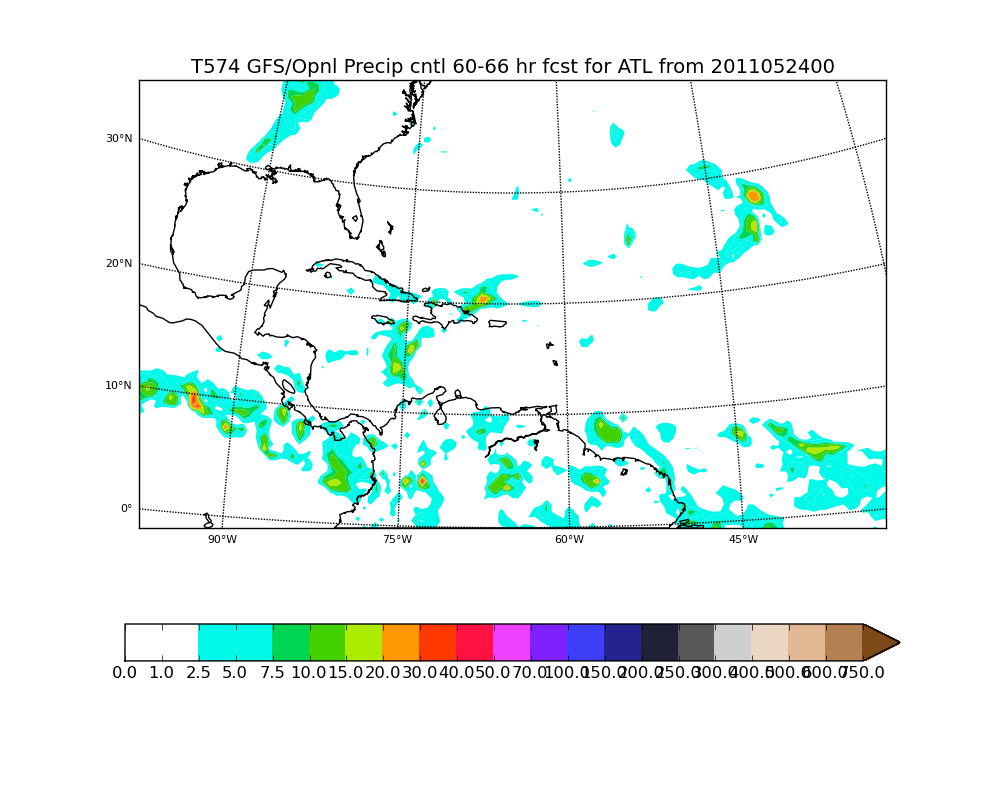 T574 GFS/Opnl Precip cntl 60-66 hr fcst for ATL from 2011052400
30°N
20°N
10°N
0°
90°W 75°W 60°W 45°W
0.0 1.0 2.5 5.0 7.5 10.0 15.0 20.0 30.0 40.0 50.0 70.0 100.0 150.0 200.0 250.0 300.0 400.0 500.0 600.0 750.0